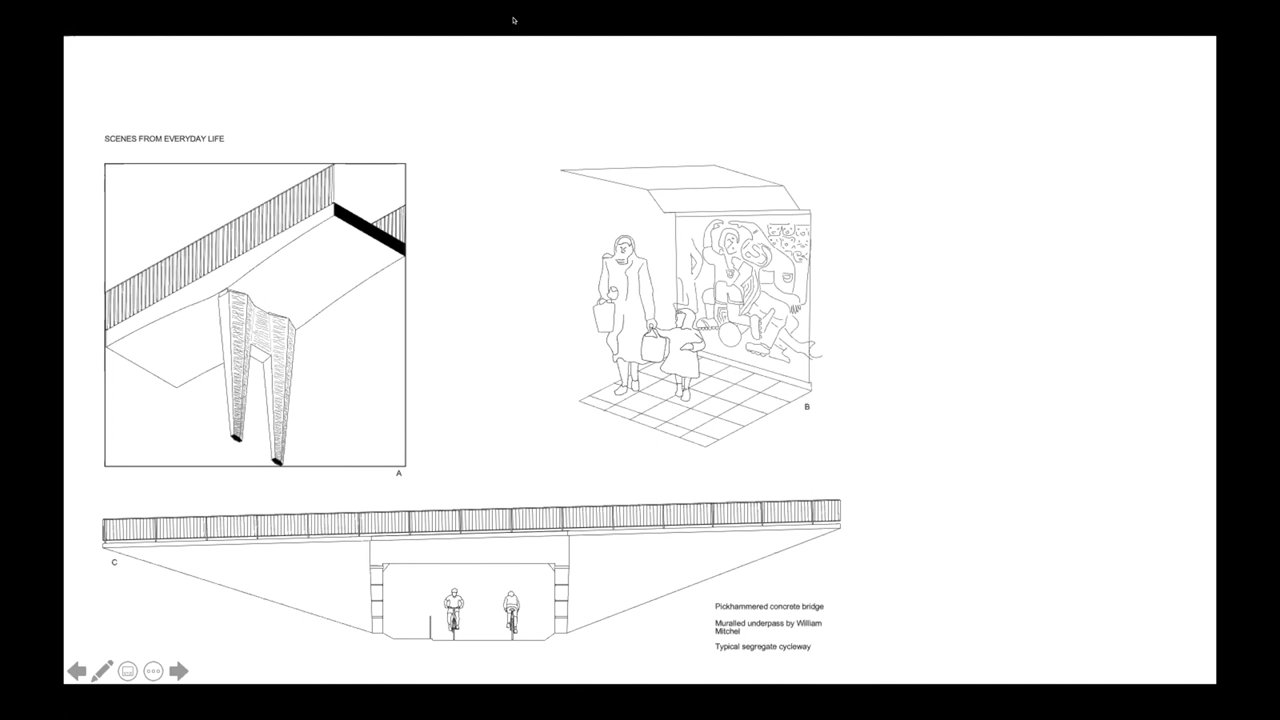 SCENES FROM EVERYDAY LIFE
A
B
C
Pickhammered concrete bridge
Muralled underpass by William
Mitchel
Typical segregate cycleway